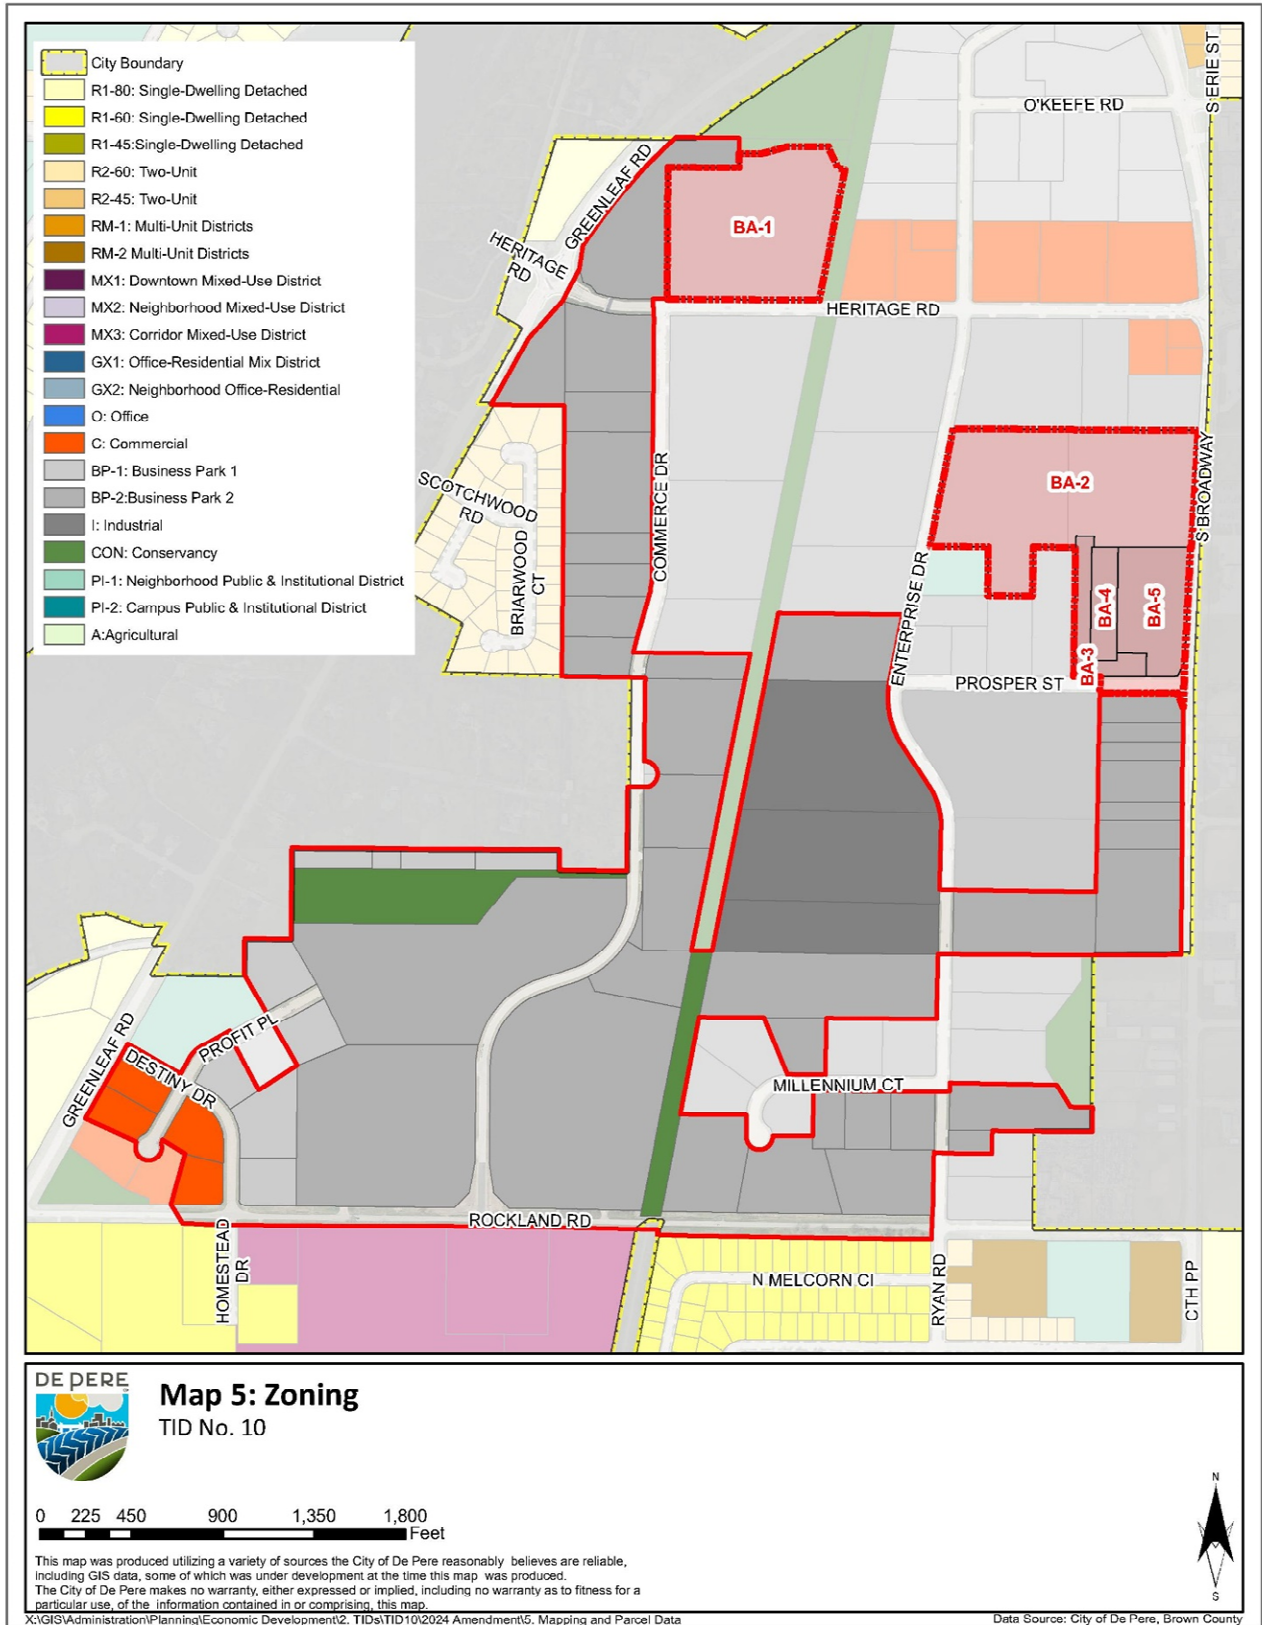 City Boundary
R1-80: Single-Dwelling Detached
R1-60: Single-Dwelling Detached
R1-45:Single-Dwelling Detached
R2-60: Two-Unit
R2-45: Two-Unit
RM-1: Multi-Unit Districts
RM-2 Multi-Unit Districts
MX1: Downtown Mixed-Use District
MX2: Neighborhood Mixed-Use District
MX3: Corridor Mixed-Use District
GX1: Office-Residential Mix District
GX2: Neighborhood Office-Residential
O: Office
C: Commercial
BP-1: Business Park 1
BP-2:Business Park 2
I: Industrial
CON: Conservancy
PI-1: Neighborhood Public & Institutional District
PI-2: Campus Public & Institutional District
A:Agricultural
S ERIE ST
O'KEEFE RD
GREENLEAF RD
BA-1
HERITAGE
RD
HERITAGE RD
COMMERCE DR
S BROADWAY
BA-2
SCOTCHWOOD
RD
BRIARWOOD
CT
ENTERPRISE DR
BA-4
BA-5
BA-3
PROSPER ST
GREENLEAF RD
PROFIT PL
DESTINY DR
MILLENNIUM CT
ROCKLAND RD
HOMESTEAD
DR
N MELCORN CI
RYAN RD
CTH PP
DE PERE
Map 5: Zoning
TID No. 10
0 225 450 900 1,350 1,800
Feet
N
S
This map was produced utilizing a variety of sources the City of De Pere reasonably believes are reliable,
including GIS data, some of which was under development at the time this map was produced.
The City of De Pere makes no warranty, either expressed or implied, including no warranty as to fitness for a
particular use, of the information contained in or comprising, this map.
X:\GIS\Administration\Planning\Economic Development\2. TIDs\TID10\2024 Amendment\5. Mapping and Parcel Data
Data Source: City of De Pere, Brown County